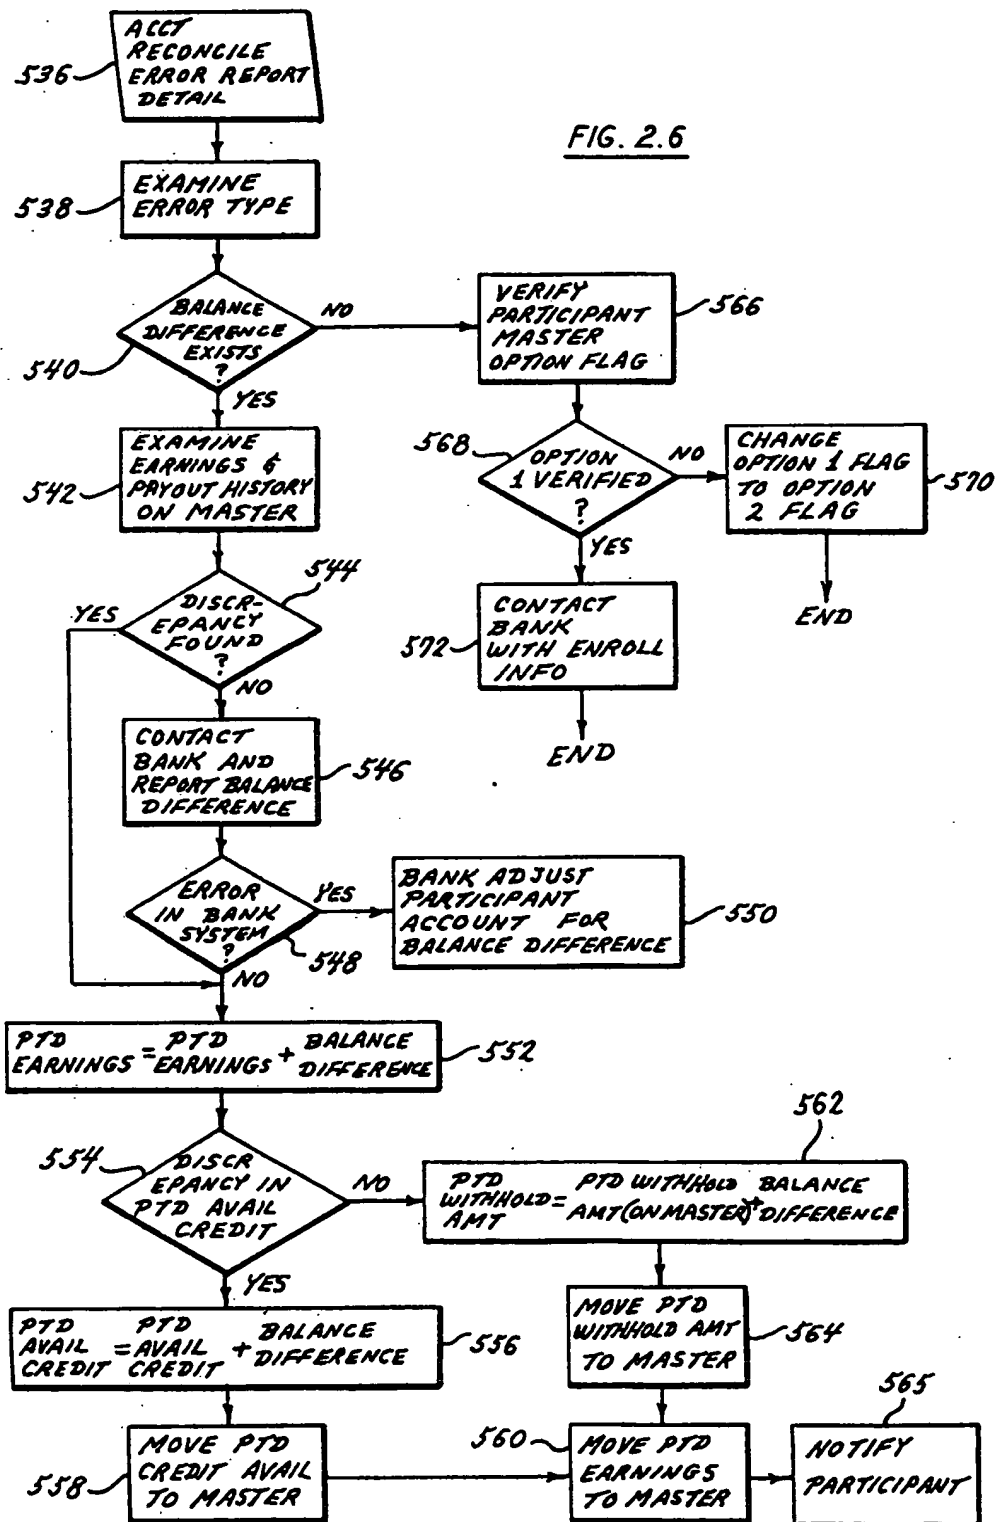 ACCT
RECONCILE
ERROR REPORT
DETAIL
536
FIG. 2.6
EXAMINE
ERROR TYPE
538
BALANCE
DIFFERENCE
EXISTS
?
540
NO
YES
VERIFY
PARTICIPANT
MASTER
OPTION FLAG
566
EXAMINE
EARNINGS &
PAYOUT HISTORY
ON MASTER
542
568
OPTION
1 VERIFIED
?
NO
YES
CHANGE
OPTION 1 FLAG
TO OPTION
2 FLAG
570
END
544
YES
DISCR-
EPANCY
FOUND
?
NO
CONTACT
BANK
WITH ENROLL
INFO
572
END
CONTACT
BANK AND
REPORT BALANCE
DIFFERENCE
546
ERROR
IN BANK
SYSTEM
?
548
YES
NO
BANK ADJUST
PARTICIPANT
ACCOUNT FOR
BALANCE DIFFERENCE
550
PTD PTD BALANCE
EARNINGS = EARNINGS + DIFFERENCE
552
554
DISCR
EPANCY IN
PTD AVAIL
CREDIT
NO
YES
562
PTD PTD WITHHOLD BALANCE
WITHHOLD = AMT (ON MASTER) + DIFFERENCE
AMT
PTD PTD BALANCE
AVAIL = AVAIL + DIFFERENCE
CREDIT CREDIT
556
MOVE PTD
WITHHOLD AMT
TO MASTER
564
565
MOVE PTD
CREDIT AVAIL
TO MASTER
558
560
MOVE PTD
EARNINGS
TO MASTER
NOTIFY
PARTICIPANT